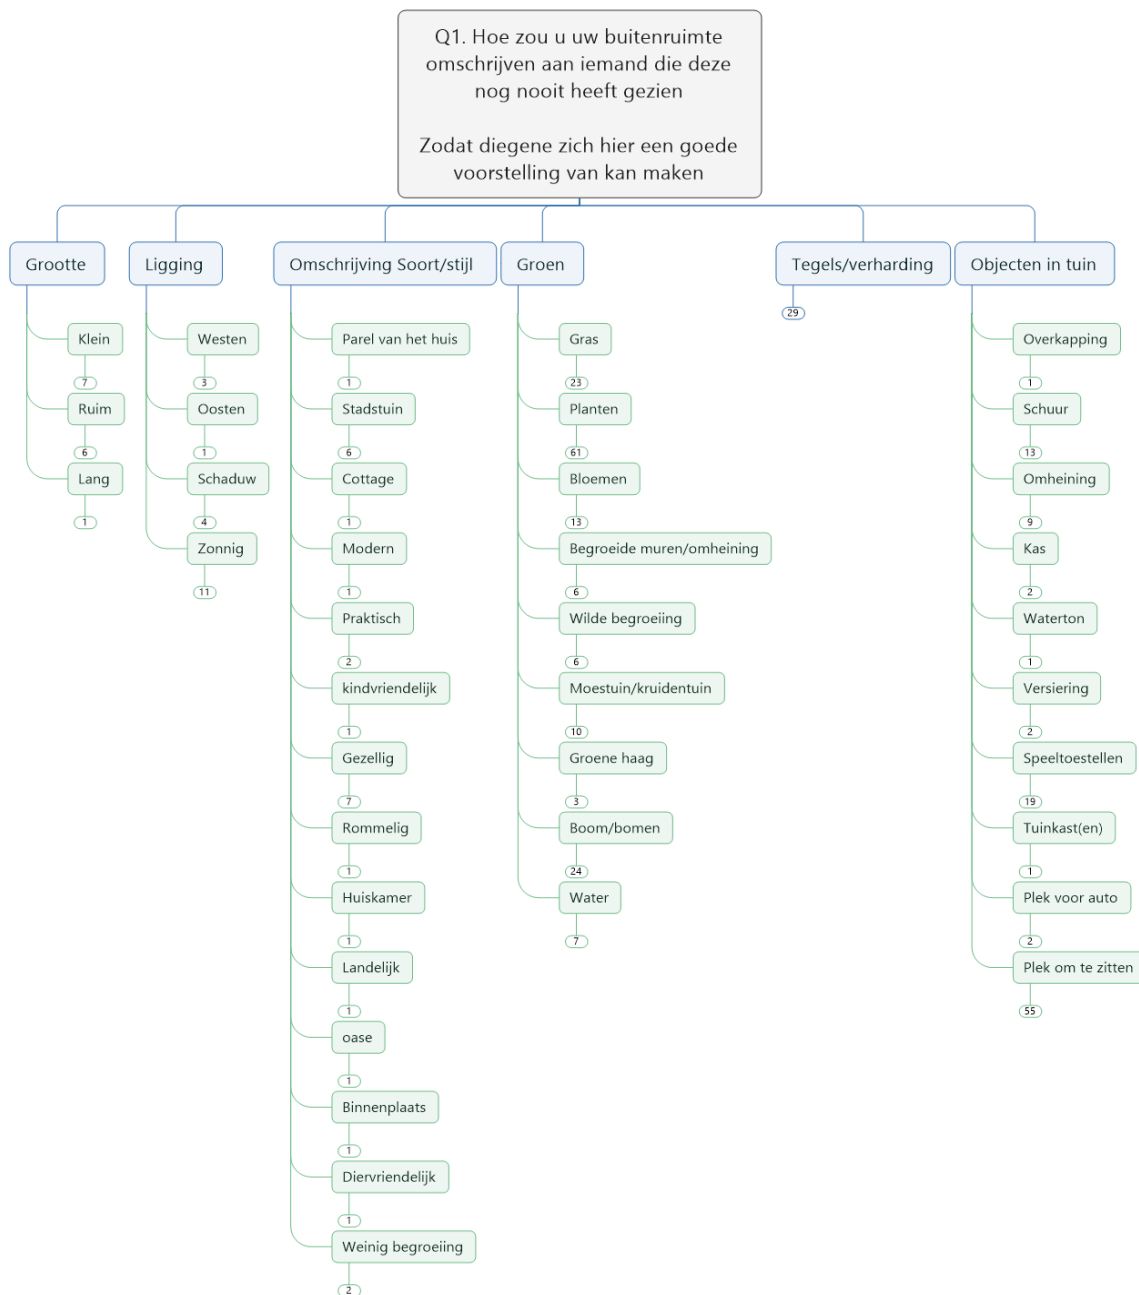 Q1. Hoe zou u uw buitenruimte
omschrijven aan iemand die deze
nog nooit heeft gezien
Zodat diegene zich hier een goede
voorstelling van kan maken
Grootte
Klein
7
Ruim
6
Lang
1
Ligging
Westen
3
Oosten
1
Schaduw
4
Zonnig
11
Omschrijving Soort/stijl
Parel van het huis
1
Stadstuin
6
Cottage
1
Modern
1
Praktisch
2
kindvriendelijk
1
Gezellig
7
Rommelig
1
Huiskamer
1
Landelijk
1
oase
1
Binnenplaats
1
Diervriendelijk
1
Weinig begroeiing
2
Groen
Gras
23
Planten
61
Bloemen
13
Begroeide muren/omheining
6
Wilde begroeiing
6
Moestuin/kruidentuin
10
Groene haag
3
Boom/bomen
24
Water
7
Tegels/verharding
29
Objecten in tuin
Overkapping
1
Schuur
13
Omheining
9
Kas
2
Waterton
1
Versiering
2
Speeltoestellen
19
Tuinkast(en)
1
Plek voor auto
2
Plek om te zitten
55